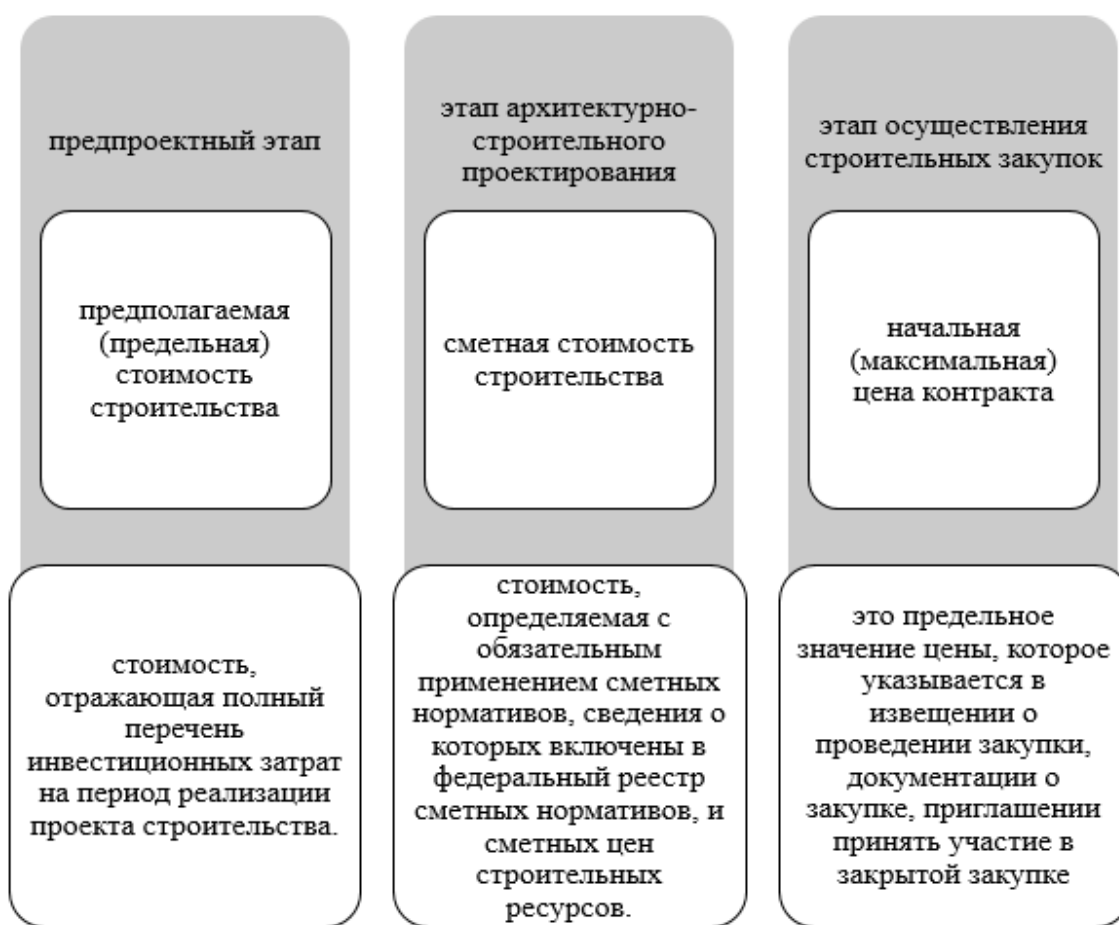 предпроектный этап
предполагаемая
(предельная)
стоимость
строительства
стоимость,
отражающая полный
перечень
инвестиционных затрат
на период реализации
проекта строительства.
этап архитектурно-
строительного
проектирования
сметная стоимость
строительства
стоимость,
определяемая с
обязательным
применением сметных
нормативов, сведения о
которых включены в
федеральный реестр
сметных нормативов, и
сметных цен
строительных
ресурсов.
этап осуществления
строительных закупок
начальная
(максимальная)
цена контракта
это предельное
значение цены, которое
указывается в
извещении о
проведении закупки,
документации о
закупке, приглашении
принять участие в
закрытой закупке